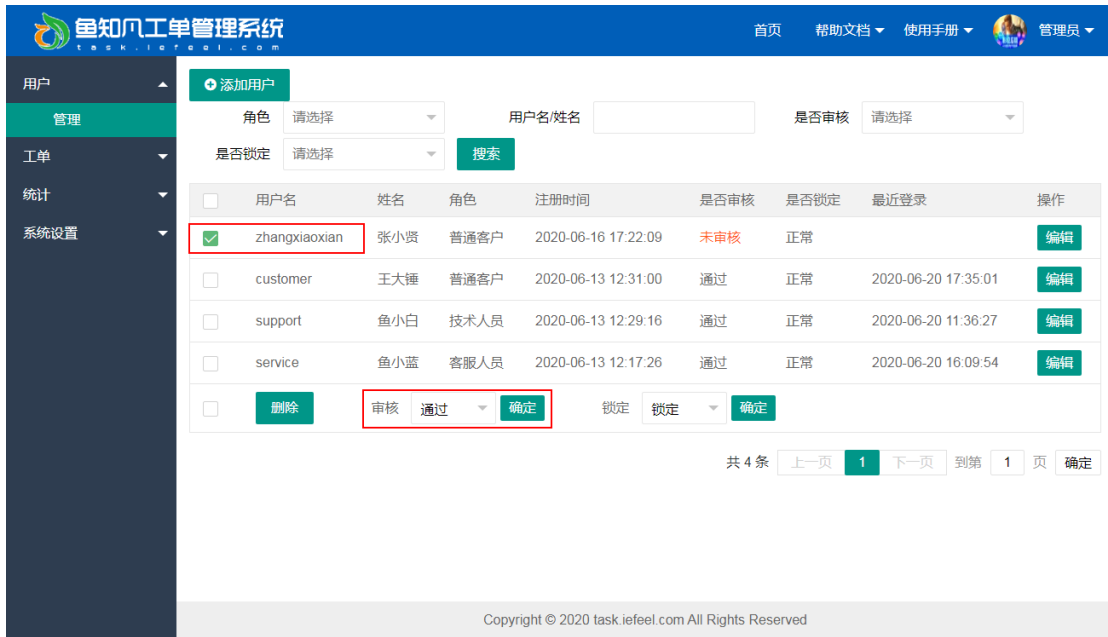 鱼知凡工单管理系统
task.iefeel.com
首页 帮助文档 使用手册 管理员
用户
管理
工单
统计
系统设置
添加用户
角色 请选择 用户名/姓名 是否审核 请选择
是否锁定 请选择 搜索
用户名 姓名 角色 注册时间 是否审核 是否锁定 最近登录 操作
zhangxiaoxian 张小贤 普通客户 2020-06-16 17:22:09 未审核 正常 编辑
customer 王大锤 普通客户 2020-06-13 12:31:00 通过 正常 2020-06-20 17:35:01 编辑
support 鱼小白 技术人员 2020-06-13 12:29:16 通过 正常 2020-06-20 11:36:27 编辑
service 鱼小蓝 客服人员 2020-06-13 12:17:26 通过 正常 2020-06-20 16:09:54 编辑
删除 审核 通过 确定 锁定 锁定 确定
共 4 条 上一页 1 下一页 到第 1 页 确定
Copyright © 2020 task.iefeel.com All Rights Reserved